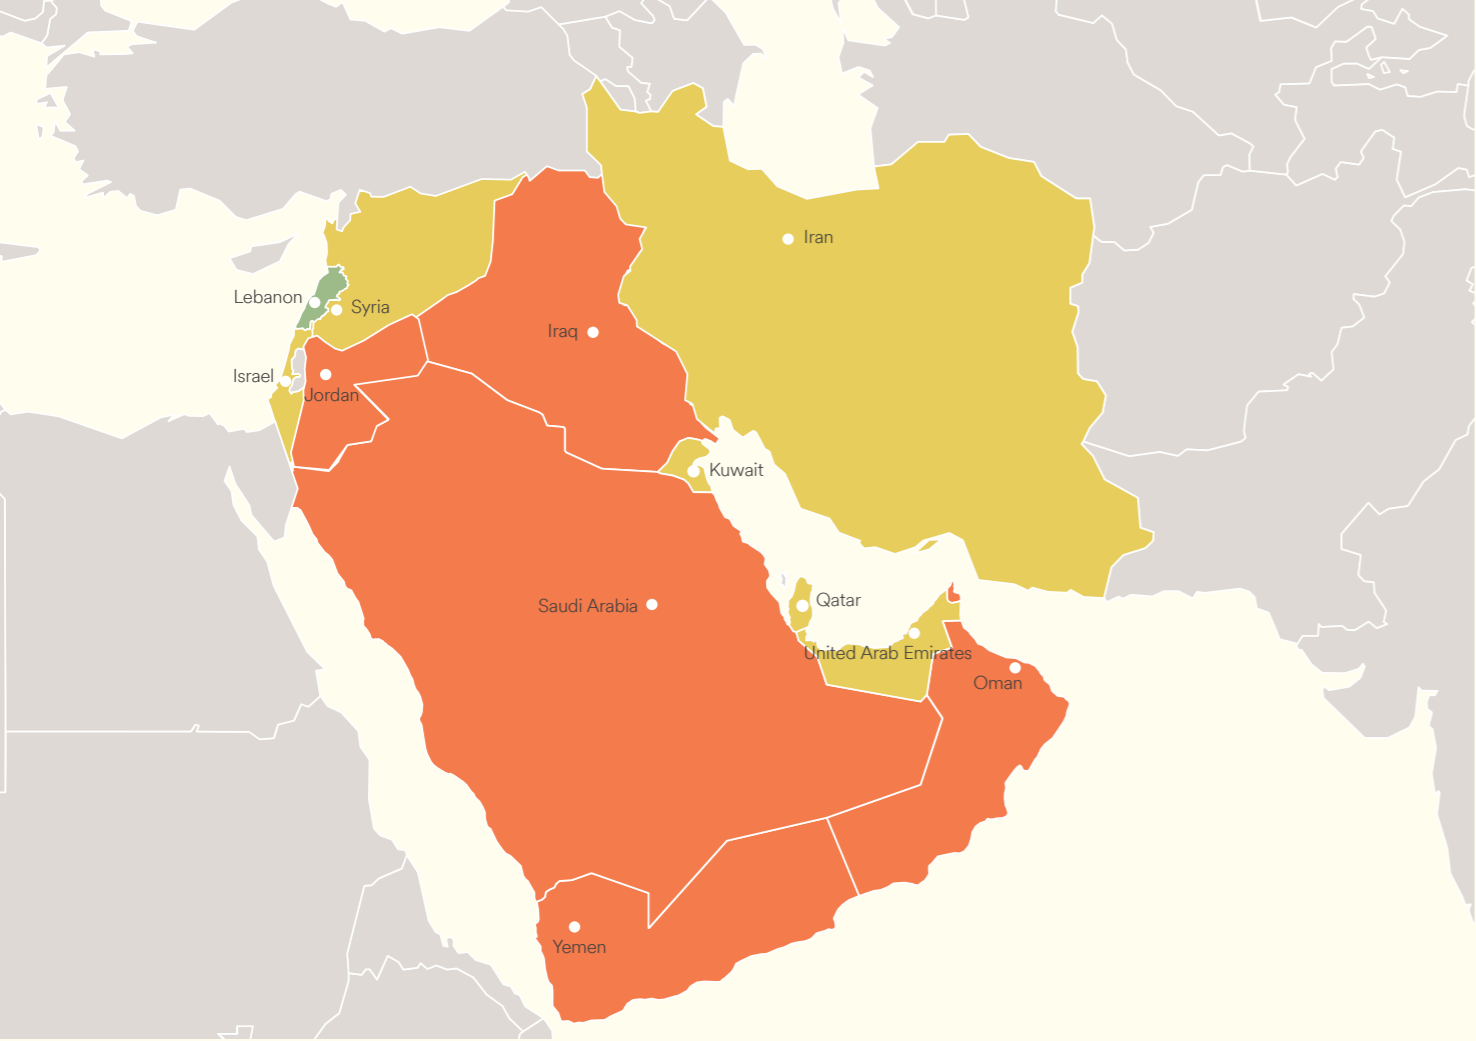 Iran
Lebanon
Syria
Iraq
Israel
Jordan
Kuwait
Qatar
Saudi Arabia
United Arab Emirates
Oman
Yemen